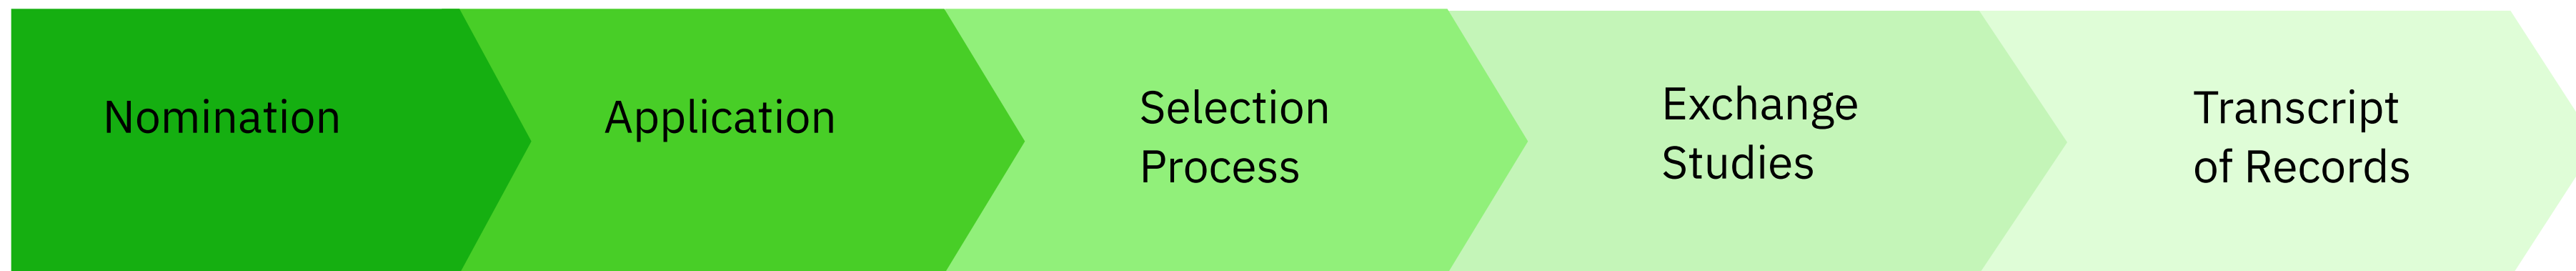 Nomination
Application
Selection
Process
Exchange
Studies
Transcript
of Records